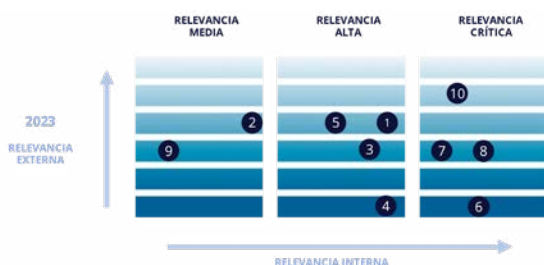 RELEVANCIA
MEDIA
RELEVANCIA
ALTA
RELEVANCIA
CRÍTICA
10
2023
2
5
1
RELEVANCIA
EXTERNA
9
3
7
8
4
6
RELEVANCIA INTERNA